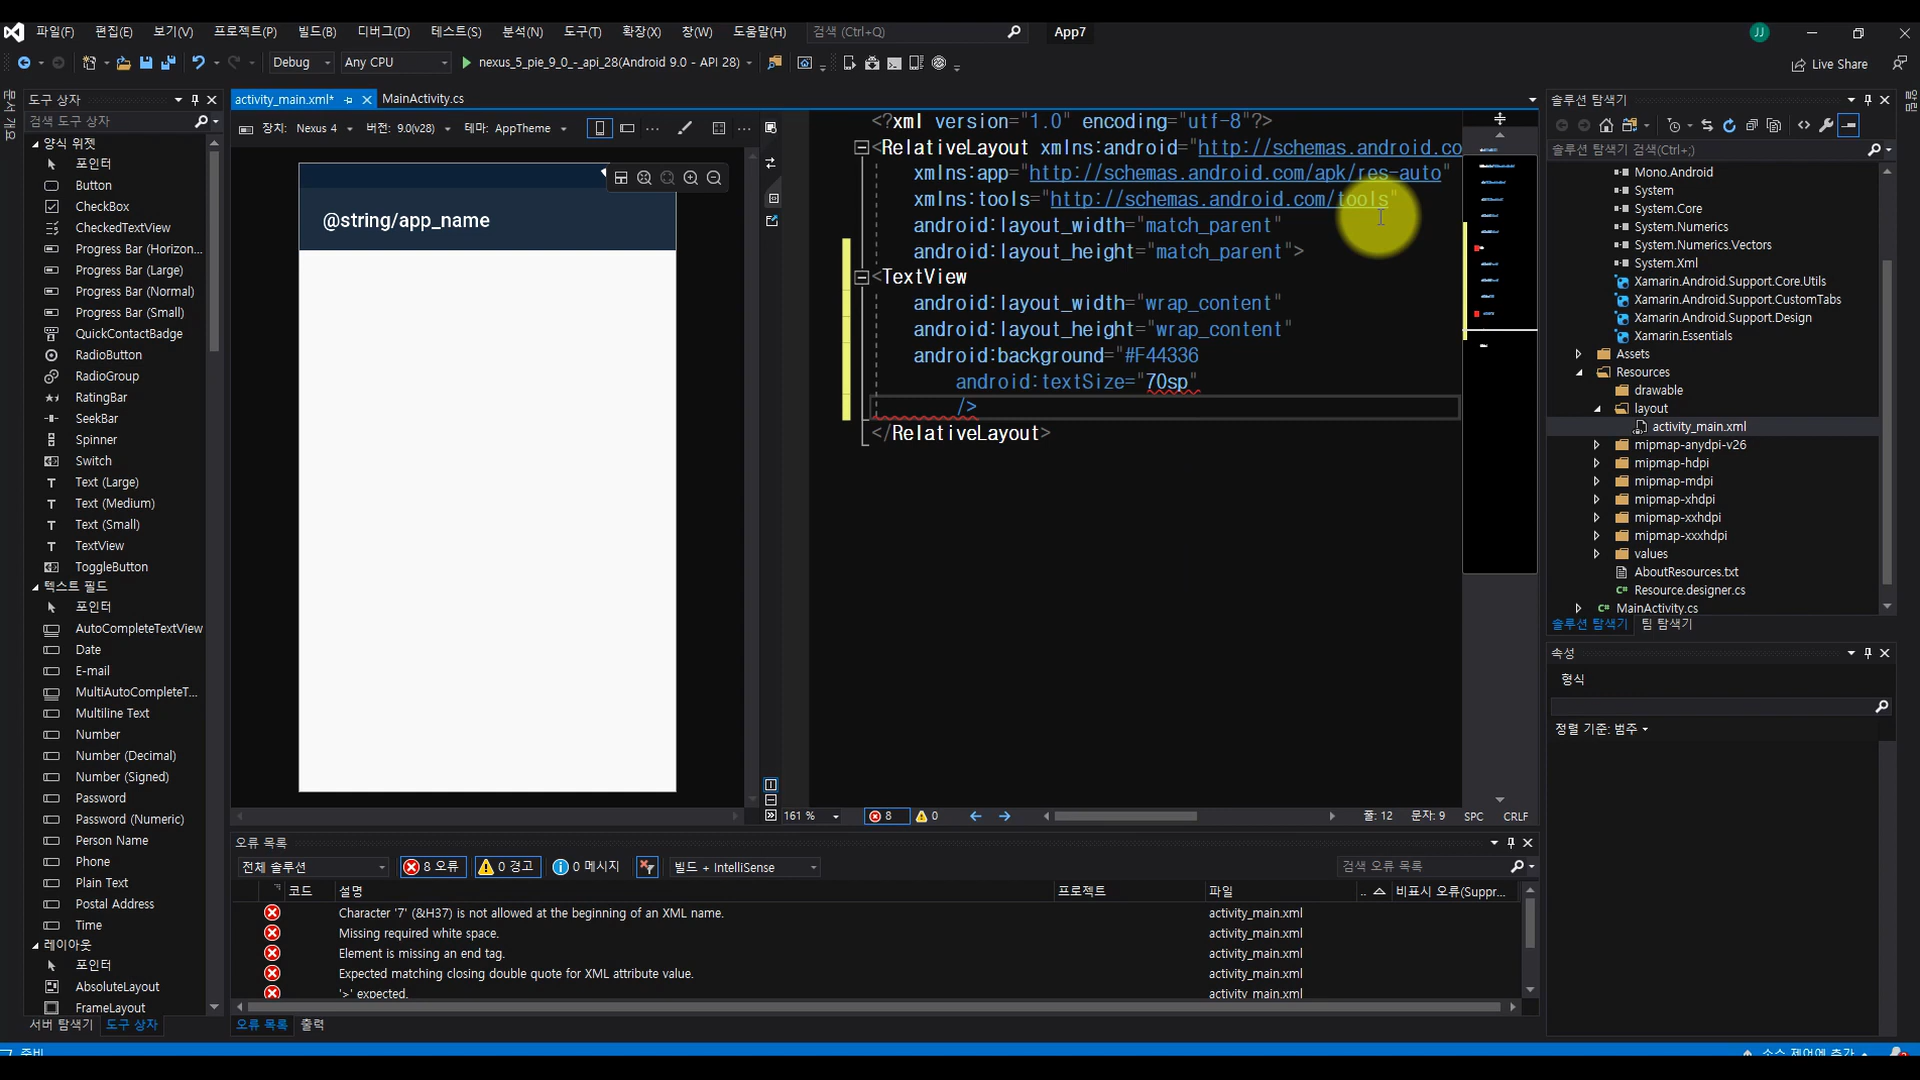 파일(F) 편집(E) 보기(V) 프로젝트(P) 빌드(B) 디버그(D) 테스트(S) 분석(N) 도구(T) 확장(X) 창(W) 도움말(H) 검색 (Ctrl+Q) App7 JJ
Debug Any CPU nexus_5_pie_9_0_-_api_28(Android 9.0 - API 28) Live Share
도구 상자
검색 도구 상자
양식 위젯
포인터
Button
CheckBox
CheckedTextView
Progress Bar (Horizon...
Progress Bar (Large)
Progress Bar (Normal)
Progress Bar (Small)
QuickContactBadge
RadioButton
RadioGroup
RatingBar
SeekBar
Spinner
Switch
Text (Large)
Text (Medium)
Text (Small)
TextView
ToggleButton
텍스트 필드
포인터
AutoCompleteTextView
Date
E-mail
MultiAutoCompleteT...
Multiline Text
Number
Number (Decimal)
Number (Signed)
Password
Password (Numeric)
Person Name
Phone
Plain Text
Postal Address
Time
레이아웃
포인터
AbsoluteLayout
FrameLayout
서버 탐색기 도구 상자
activity_main.xml* MainActivity.cs
장치: Nexus 4 버전: 9.0(v28) 테마: AppTheme
@string/app_name
<?xml version="1.0" encoding="utf-8"?>
<RelativeLayout xmlns:android="http://schemas.android.co
xmlns:app="http://schemas.android.com/apk/res-auto"
xmlns:tools="http://schemas.android.com/tools"
android:layout_width="match_parent"
android:layout_height="match_parent">
<TextView
android:layout_width="wrap_content"
android:layout_height="wrap_content"
android:background="#F44336
android:textSize="70sp"
/>
</RelativeLayout>
161 % 8 0 줄: 12 문자: 9 SPC CRLF
오류 목록
전체 솔루션 8 오류 0 경고 0 메시지 빌드 + IntelliSense 검색 오류 목록
코드 설명 프로젝트 파일 .. 비표시 오류(Suppr...
Character '7' (&H37) is not allowed at the beginning of an XML name. activity_main.xml
Missing required white space. activity_main.xml
Element is missing an end tag. activity_main.xml
Expected matching closing double quote for XML attribute value. activity_main.xml
'>' expected. activity_main.xml
오류 목록 출력
솔루션 탐색기
솔루션 탐색기 검색(Ctrl+;)
Mono.Android
System
System.Core
System.Numerics
System.Numerics.Vectors
System.Xml
Xamarin.Android.Support.Core.Utils
Xamarin.Android.Support.CustomTabs
Xamarin.Android.Support.Design
Xamarin.Essentials
Assets
Resources
drawable
layout
activity_main.xml
mipmap-anydpi-v26
mipmap-hdpi
mipmap-mdpi
mipmap-xhdpi
mipmap-xxhdpi
mipmap-xxxhdpi
values
AboutResources.txt
Resource.designer.cs
MainActivity.cs
솔루션 탐색기 팀 탐색기
속성
형식
정렬 기준: 범주
준비 소스 제어에 추가